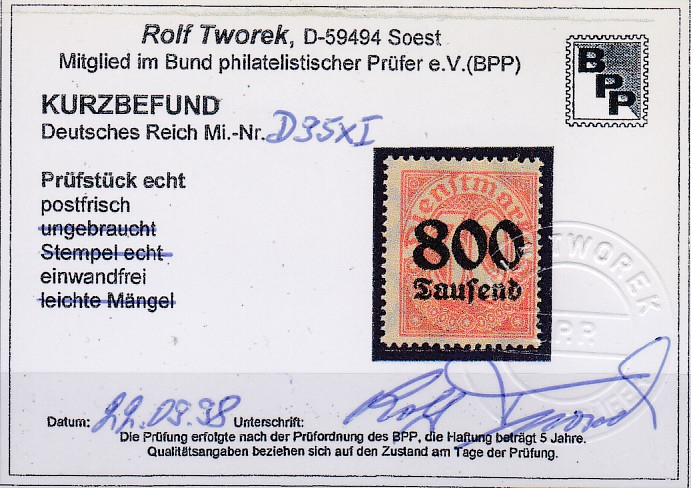 Rolf Tworek, D-59494 Soest
Mitglied im Bund philatelistischer Prüfer e.V.(BPP)
BPP
KURZBEFUND
Deutsches Reich Mi.-Nr. D 95 X I
Prüfstück echt
postfrisch
ungebraucht
Stempel echt
einwandfrei
leichte Mängel
Dienstmarke
800
Tausend
TWOREK
Datum: 22.09.98 Unterschrift: Rolf Tworek
Die Prüfung erfolgte nach der Prüfordnung des BPP, die Haftung beträgt 5 Jahre.
Qualitätsangaben beziehen sich auf den Zustand am Tage der Prüfung.